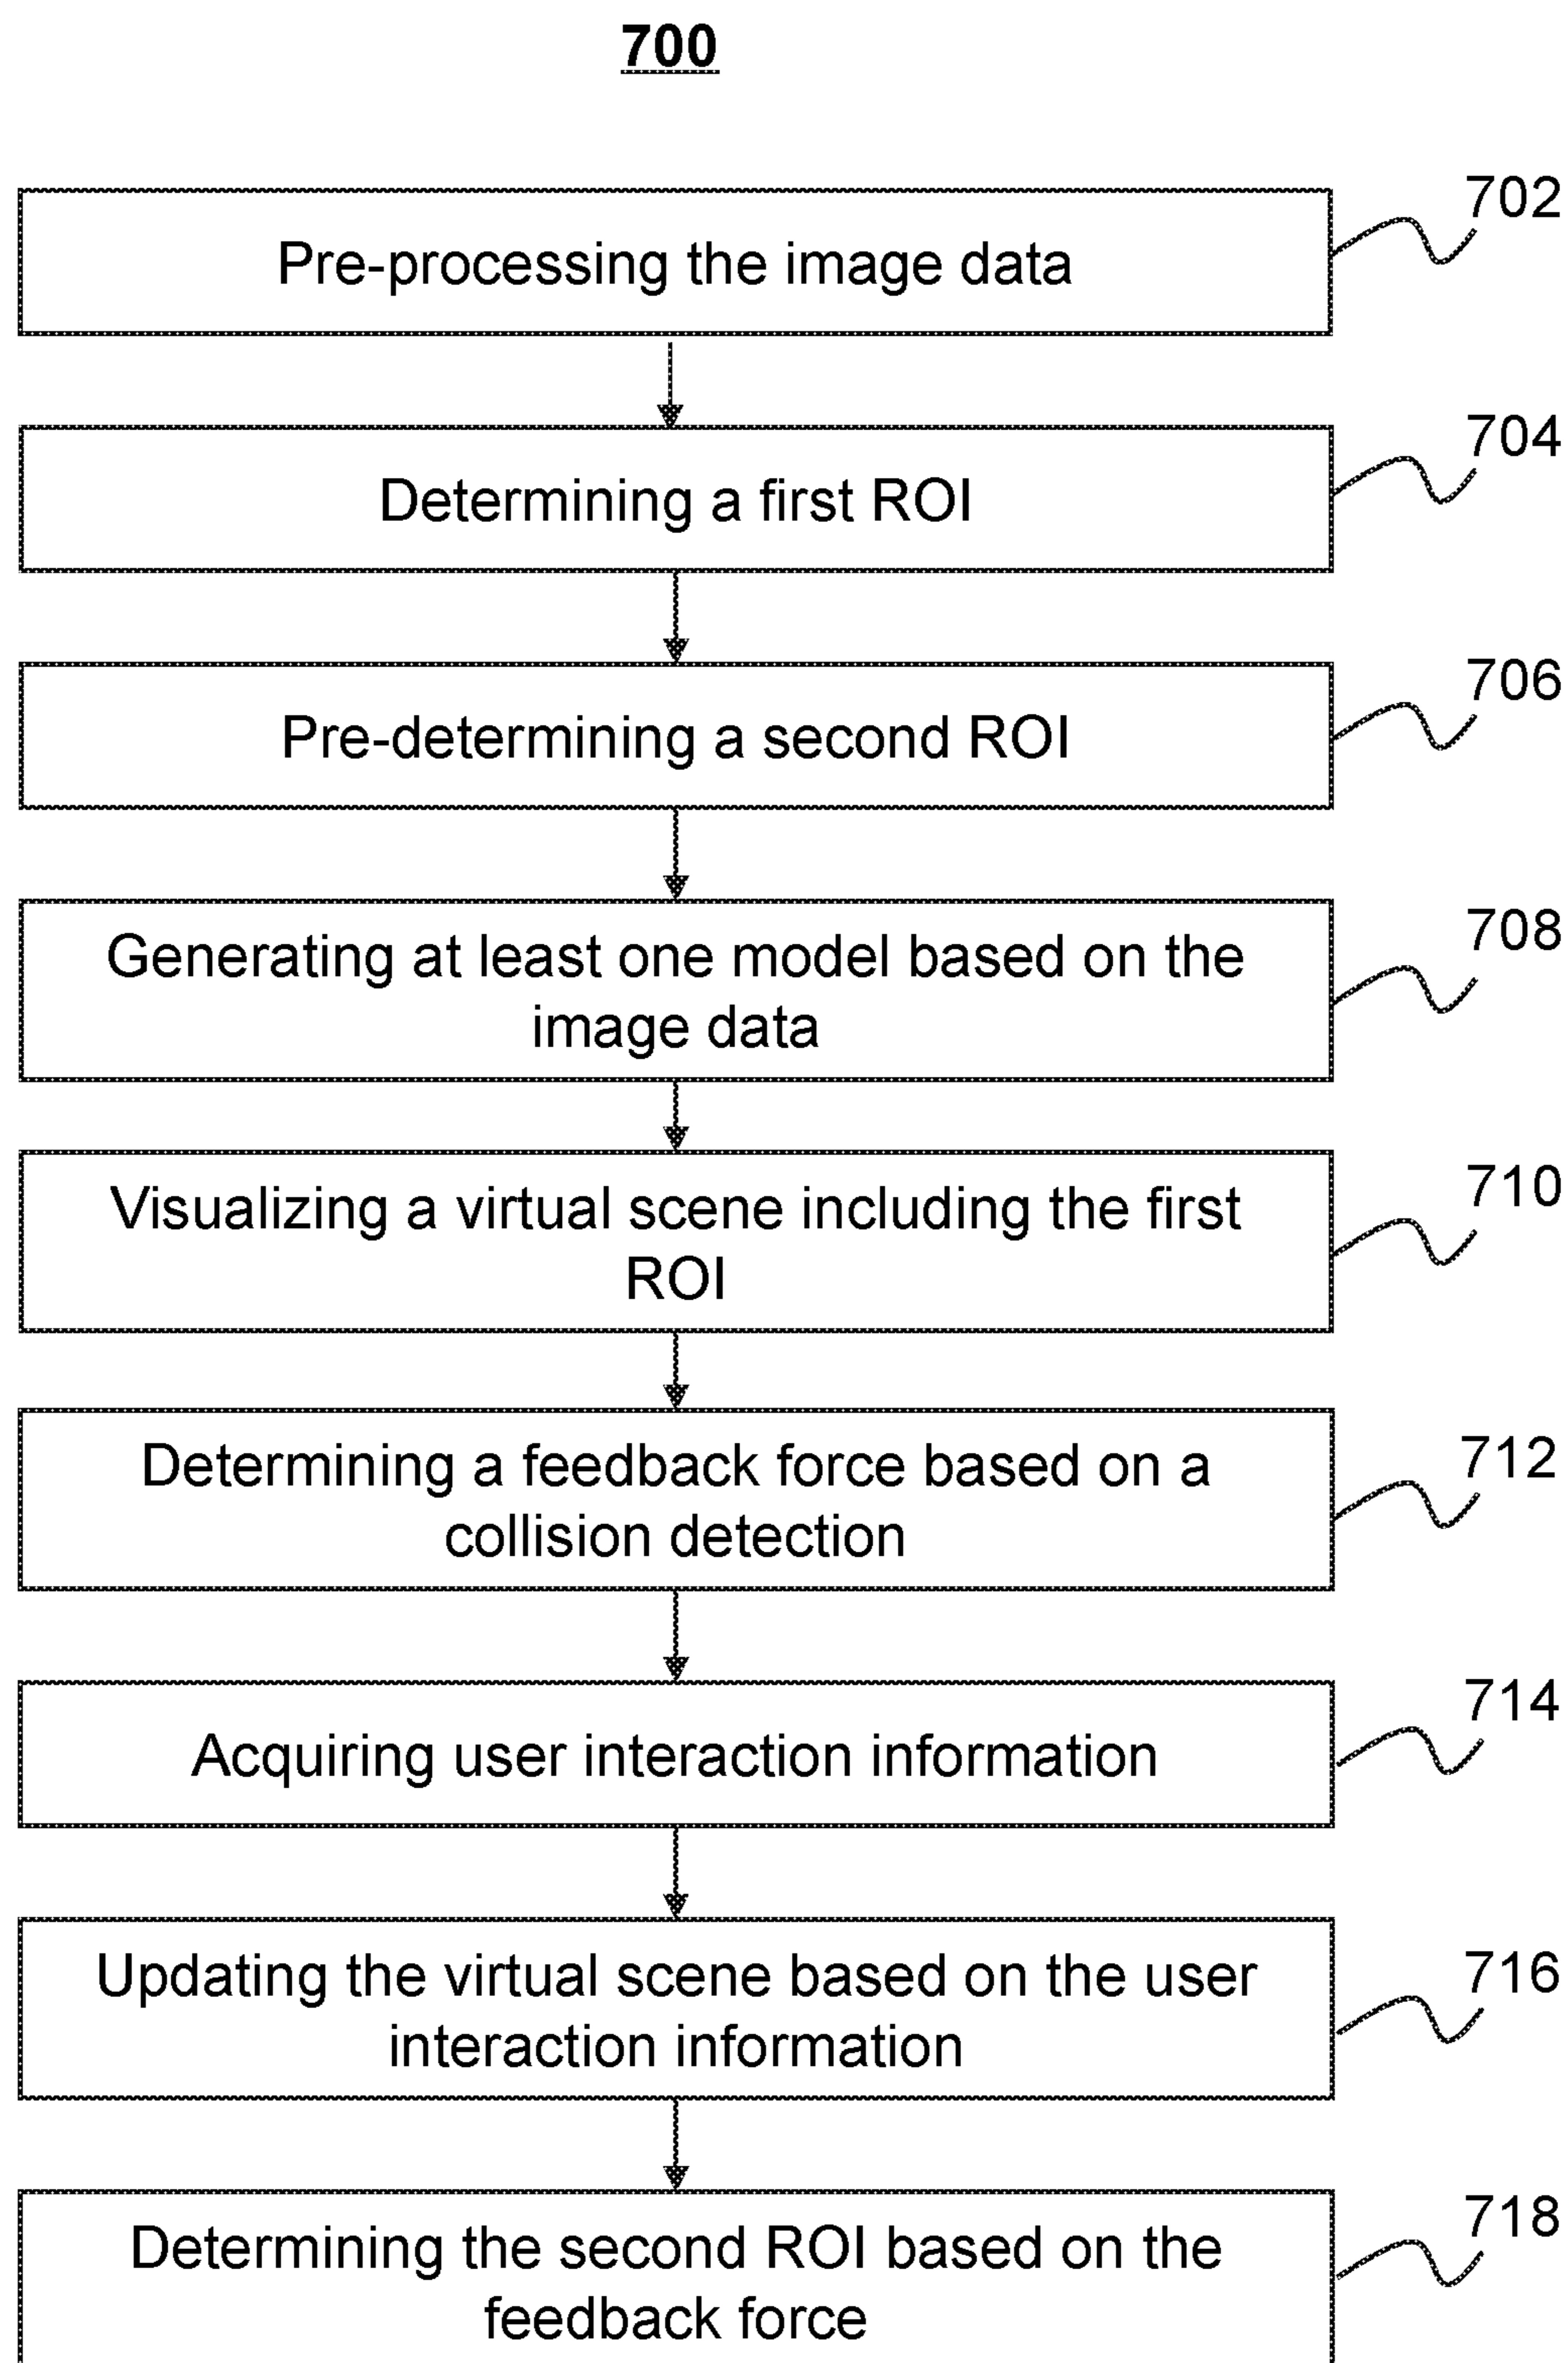 700
702
Pre-processing the image data
704
Determining a first ROI
706
Pre-determining a second ROI
708
Generating at least one model based on the
image data
710
Visualizing a virtual scene including the first
ROI
712
Determining a feedback force based on a
collision detection
714
Acquiring user interaction information
716
Updating the virtual scene based on the user
interaction information
718
Determining the second ROI based on the
feedback force